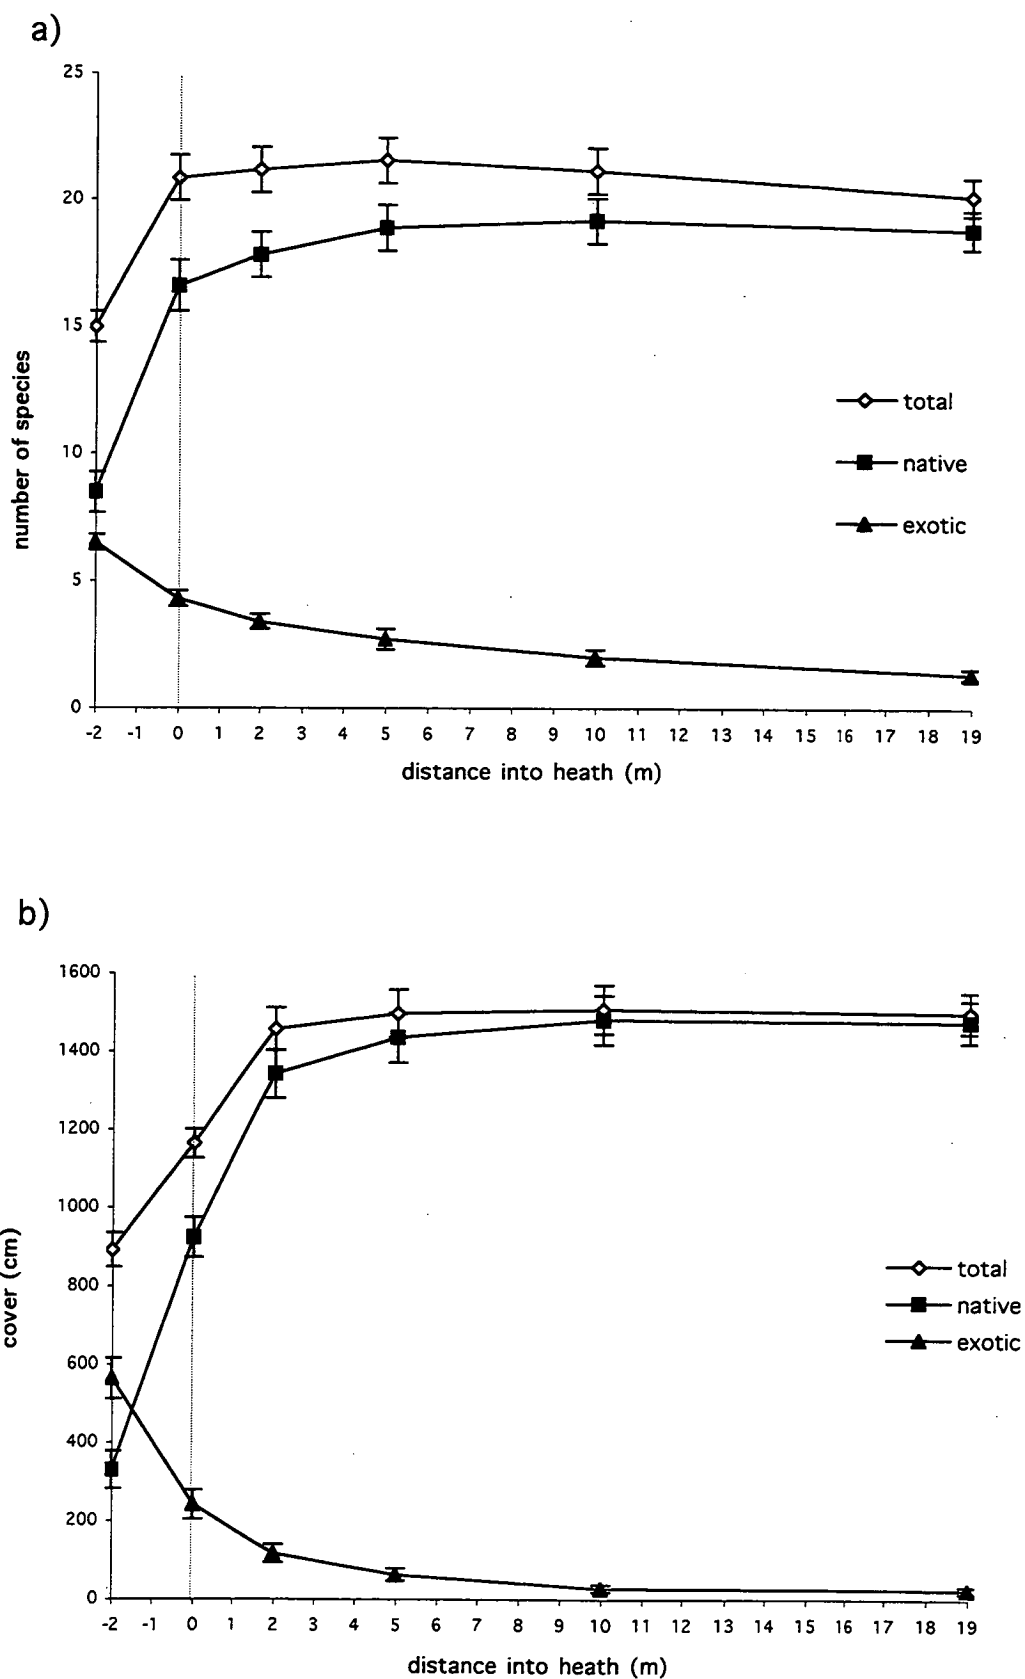 a)
25
20
15
10
5
0
number of species
total
native
exotic
-2 -1 0 1 2 3 4 5 6 7 8 9 10 11 12 13 14 15 16 17 18 19
distance into heath (m)
b)
1600
1400
1200
1000
800
600
400
200
0
cover (cm)
total
native
exotic
-2 -1 0 1 2 3 4 5 6 7 8 9 10 11 12 13 14 15 16 17 18 19
distance into heath (m)